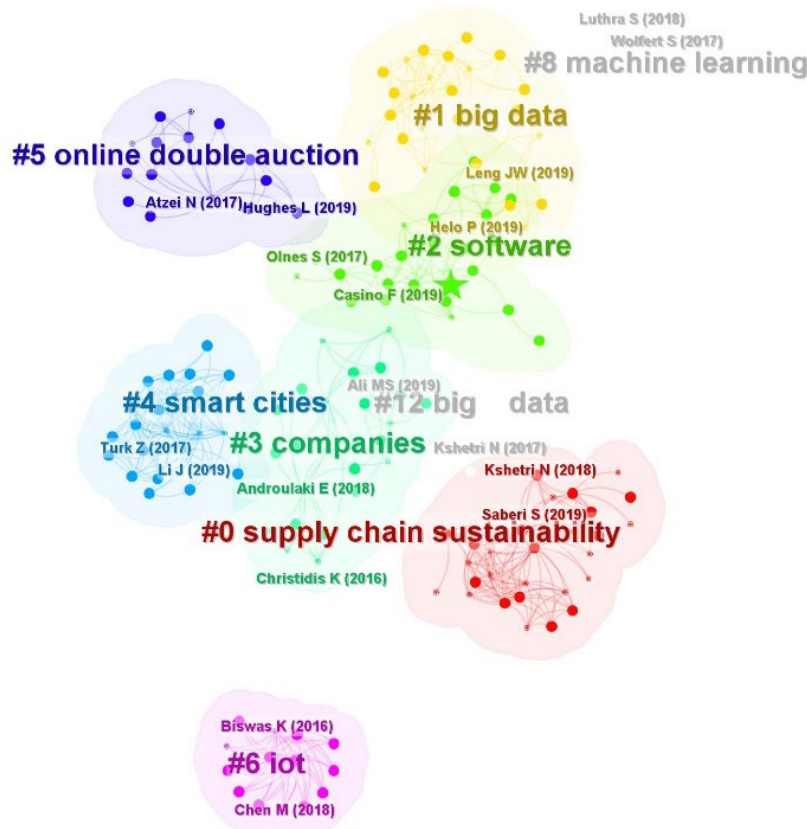 Luthra S (2018)
Wolfert S (2017)
#8 machine learning
#1 big data
#5 online double auction
Leng JW (2019)
Atzei N (2017)
Hughes L (2019)
Helo P (2019)
#2 software
Olnes S (2017)
Casino F (2019)
Ali MS (2019)
#4 smart cities
#12 big data
#3 companies
Turk Z (2017)
Kshetri N (2017)
Li J (2019)
Kshetri N (2018)
Androulaki E (2018)
Saberi S (2019)
#0 supply chain sustainability
Christidis K (2016)
Biswas K (2016)
#6 iot
Chen M (2018)